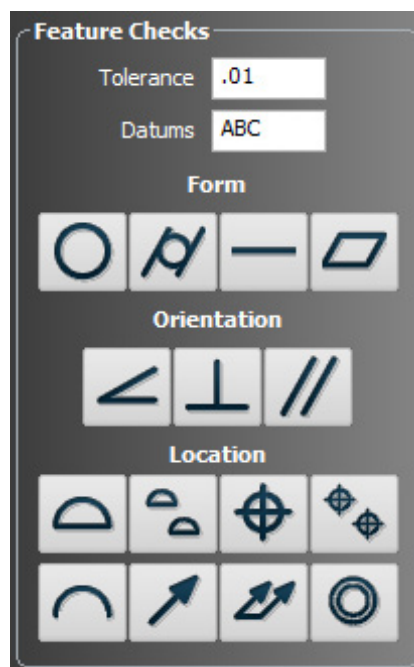 Feature Checks
Tolerance .01
Datums ABC
Form
Orientation
Location